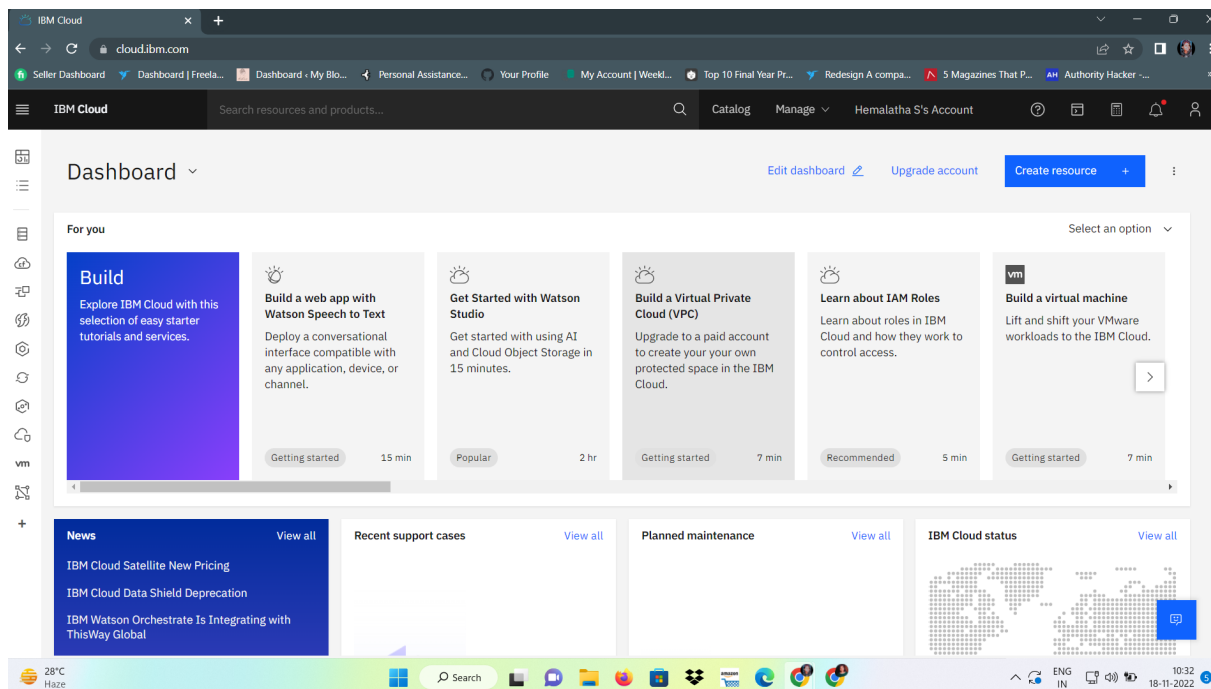 IBM Cloud
cloud.ibm.com
Seller Dashboard
Dashboard | Freela...
Dashboard ‹ My Blo...
Personal Assistance...
Your Profile
My Account | Weekl...
Top 10 Final Year Pr...
Redesign A compa...
5 Magazines That P...
AH
Authority Hacker -...
IBM Cloud
Search resources and products...
Catalog
Manage
Hemalatha S's Account
Dashboard
Edit dashboard
Upgrade account
Create resource +
For you
Select an option
Build
Explore IBM Cloud with this
selection of easy starter
tutorials and services.
Build a web app with
Watson Speech to Text
Deploy a conversational
interface compatible with
any application, device, or
channel.
Getting started
15 min
Get Started with Watson
Studio
Get started with using AI
and Cloud Object Storage in
15 minutes.
Popular
2 hr
Build a Virtual Private
Cloud (VPC)
Upgrade to a paid account
to create your your own
protected space in the IBM
Cloud.
Getting started
7 min
Learn about IAM Roles
Learn about roles in IBM
Cloud and how they work to
control access.
Recommended
5 min
vm
Build a virtual machine
Lift and shift your VMware
workloads to the IBM Cloud.
Getting started
7 min
vm
News
View all
IBM Cloud Satellite New Pricing
IBM Cloud Data Shield Deprecation
IBM Watson Orchestrate Is Integrating with
ThisWay Global
Recent support cases
View all
Planned maintenance
View all
IBM Cloud status
View all
28°C
Haze
Search
amazon
ENG
IN
10:32
18-11-2022
5